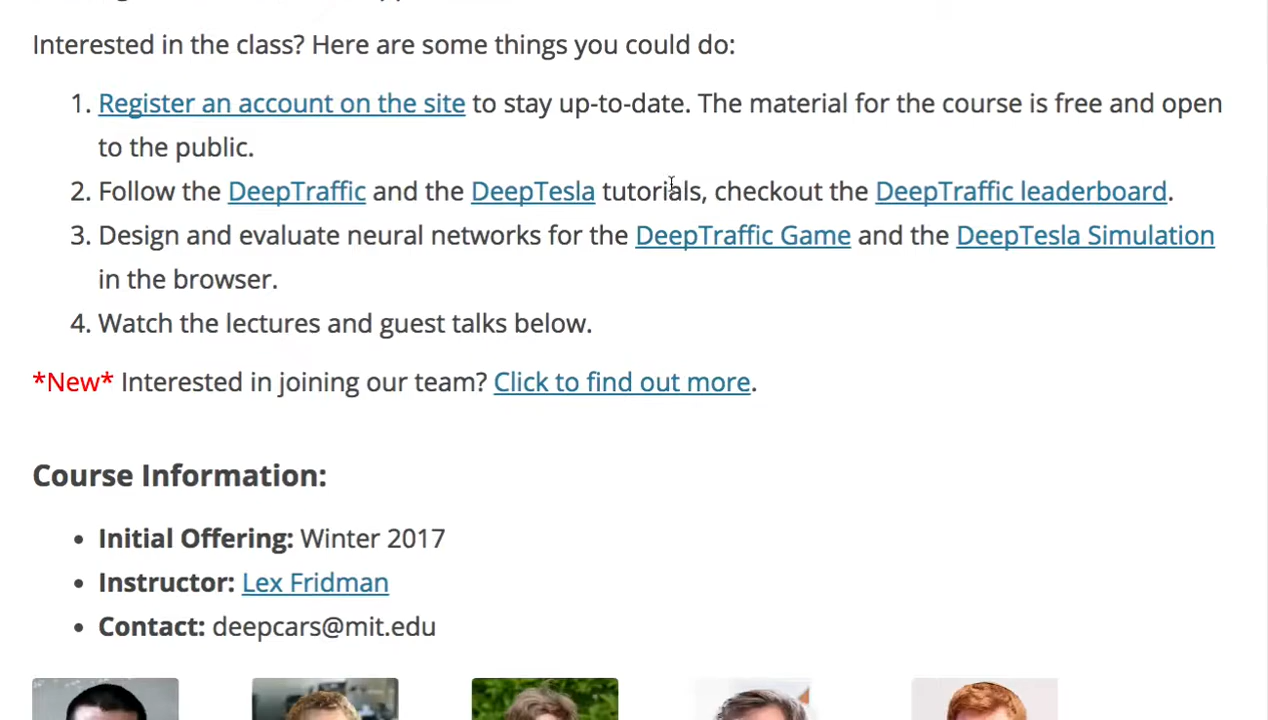 Interested in the class? Here are some things you could do:
1. Register an account on the site to stay up-to-date. The material for the course is free and open
to the public.
2. Follow the DeepTraffic and the DeepTesla tutorials, checkout the DeepTraffic leaderboard.
3. Design and evaluate neural networks for the DeepTraffic Game and the DeepTesla Simulation
in the browser.
4. Watch the lectures and guest talks below.
*New* Interested in joining our team? Click to find out more.
Course Information:
• Initial Offering: Winter 2017
• Instructor: Lex Fridman
• Contact: deepcars@mit.edu